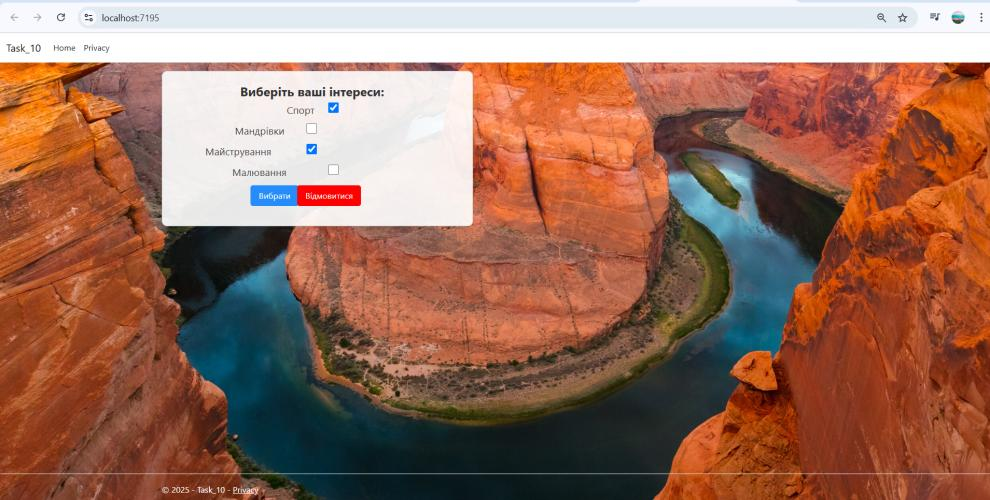 localhost:7195
Task_10 Home Privacy
Виберіть ваші інтереси:
Спорт
Мандрівки
Майстрування
Малювання
Вибрати Відмовитися
© 2025 - Task_10 - Privacy